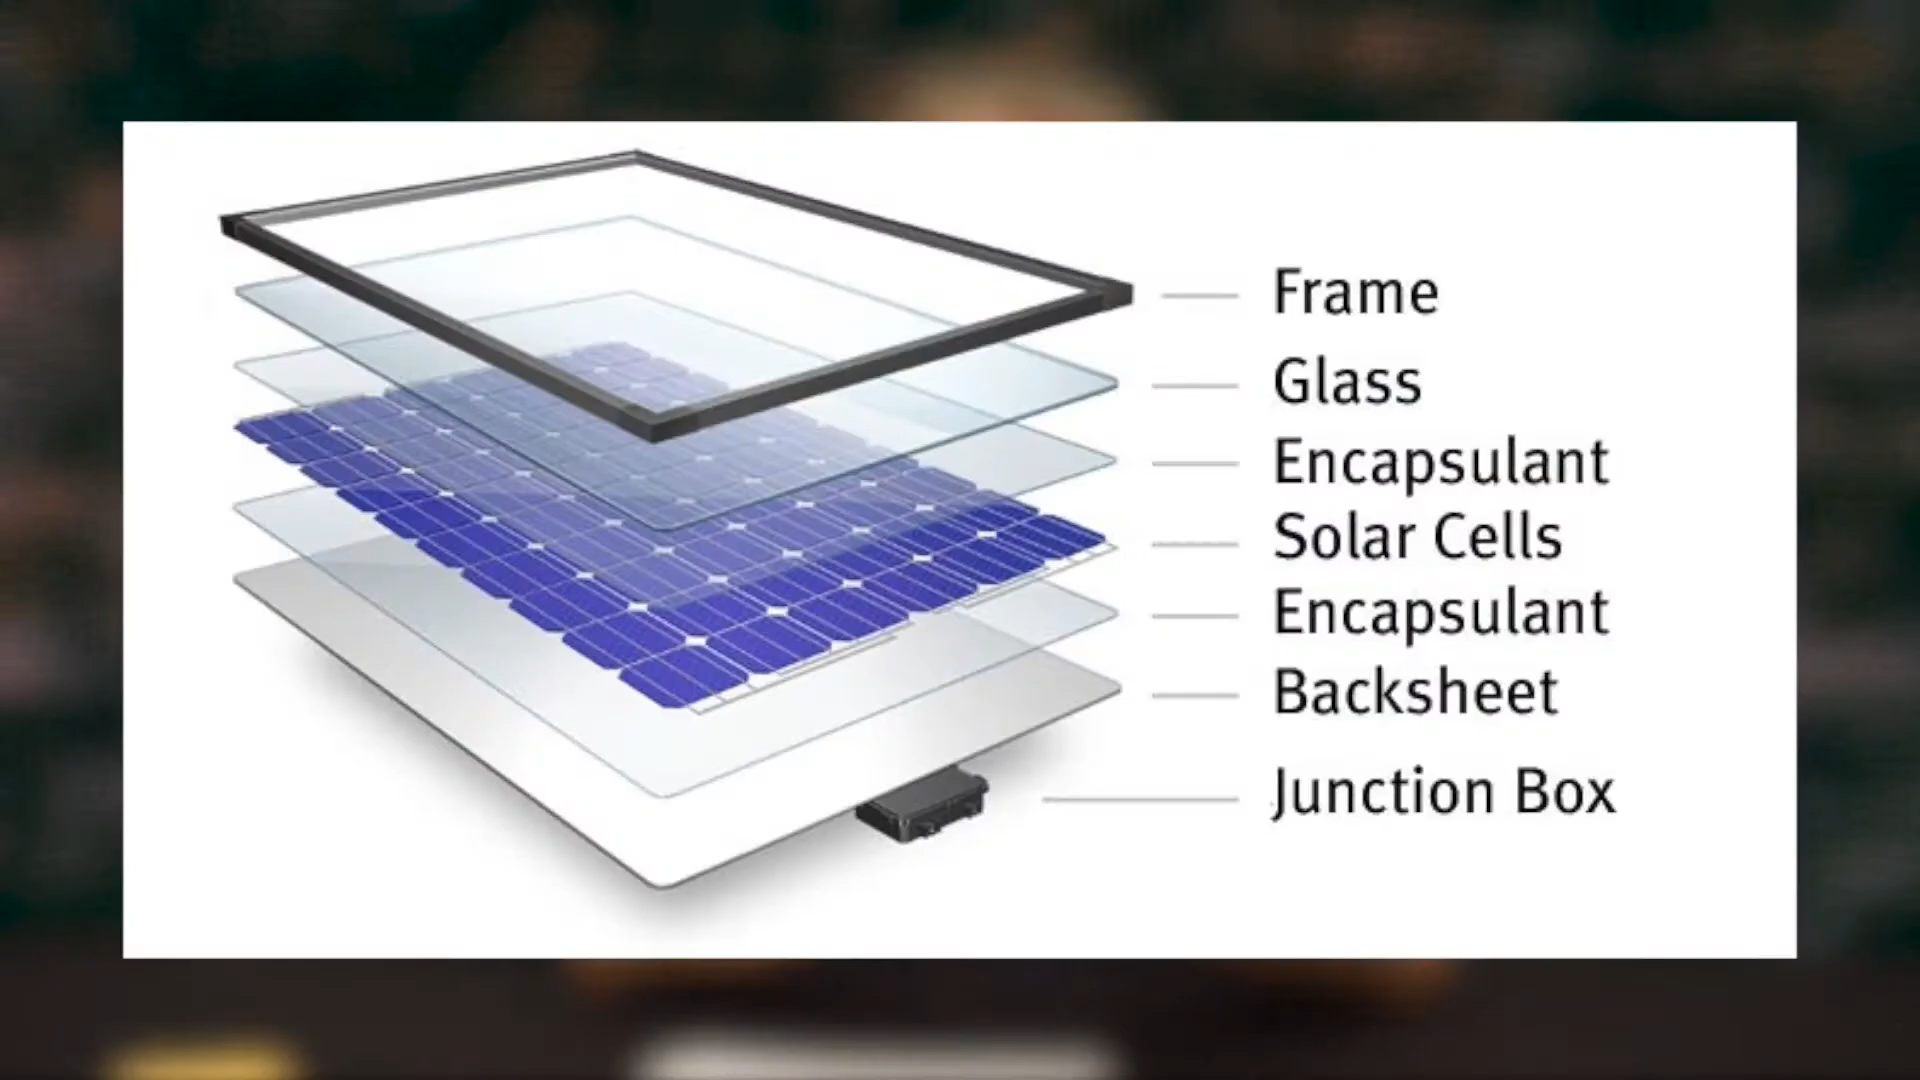 Frame
Glass
Encapsulant
Solar Cells
Encapsulant
Backsheet
Junction Box